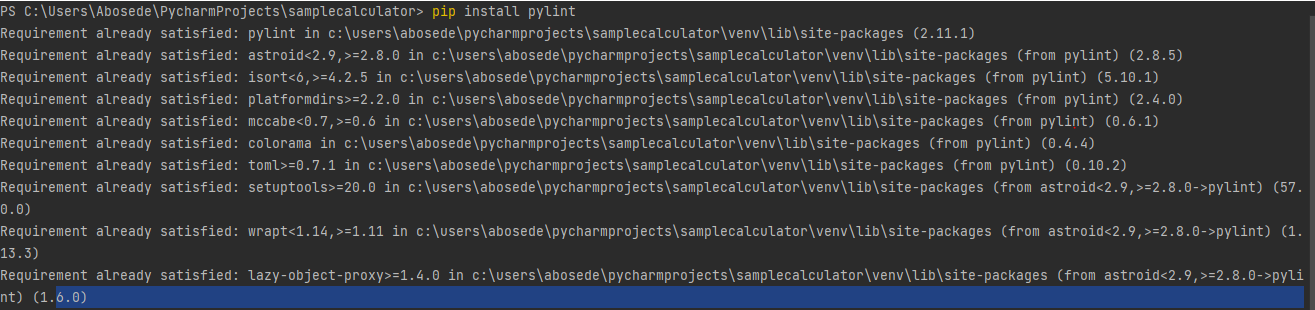 PS C:\Users\Abosede\PycharmProjects\samplecalculator> pip install pylint
Requirement already satisfied: pylint in c:\users\abosede\pycharmprojects\samplecalculator\venv\lib\site-packages (2.11.1)
Requirement already satisfied: astroid<2.9,>=2.8.0 in c:\users\abosede\pycharmprojects\samplecalculator\venv\lib\site-packages (from pylint) (2.8.5)
Requirement already satisfied: isort<6,>=4.2.5 in c:\users\abosede\pycharmprojects\samplecalculator\venv\lib\site-packages (from pylint) (5.10.1)
Requirement already satisfied: platformdirs>=2.2.0 in c:\users\abosede\pycharmprojects\samplecalculator\venv\lib\site-packages (from pylint) (2.4.0)
Requirement already satisfied: mccabe<0.7,>=0.6 in c:\users\abosede\pycharmprojects\samplecalculator\venv\lib\site-packages (from pylint) (0.6.1)
Requirement already satisfied: colorama in c:\users\abosede\pycharmprojects\samplecalculator\venv\lib\site-packages (from pylint) (0.4.4)
Requirement already satisfied: toml>=0.7.1 in c:\users\abosede\pycharmprojects\samplecalculator\venv\lib\site-packages (from pylint) (0.10.2)
Requirement already satisfied: setuptools>=20.0 in c:\users\abosede\pycharmprojects\samplecalculator\venv\lib\site-packages (from astroid<2.9,>=2.8.0->pylint) (57.
0.0)
Requirement already satisfied: wrapt<1.14,>=1.11 in c:\users\abosede\pycharmprojects\samplecalculator\venv\lib\site-packages (from astroid<2.9,>=2.8.0->pylint) (1.
13.3)
Requirement already satisfied: lazy-object-proxy>=1.4.0 in c:\users\abosede\pycharmprojects\samplecalculator\venv\lib\site-packages (from astroid<2.9,>=2.8.0->pyli
nt) (1.6.0)